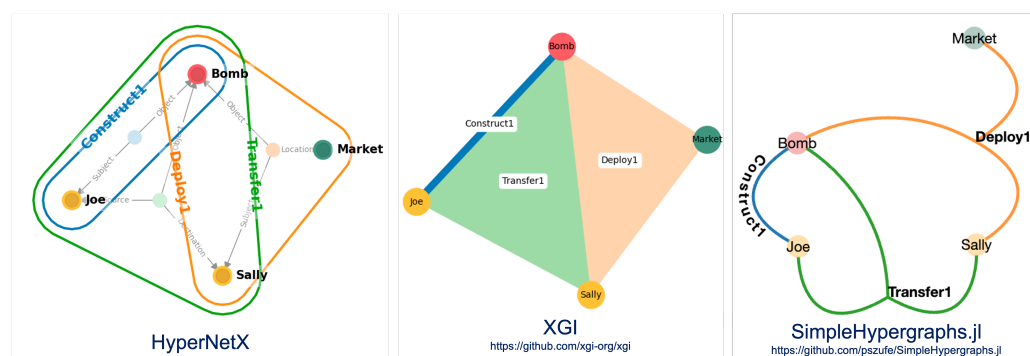 Bomb
Construct1
Object
Object
Subject
Deploy1
Transfer1
Location
Market
Joe
Destination
Subject
Sally
HyperNetX
Bomb
Construct1
Market
Deploy1
Transfer1
Joe
Sally
XGI
https://github.com/xgi-org/xgi
Market
Deploy1
Bomb
Construct1
Joe
Sally
Transfer1
SimpleHypergraphs.jl
https://github.com/pszufe/SimpleHypergraphs.jl